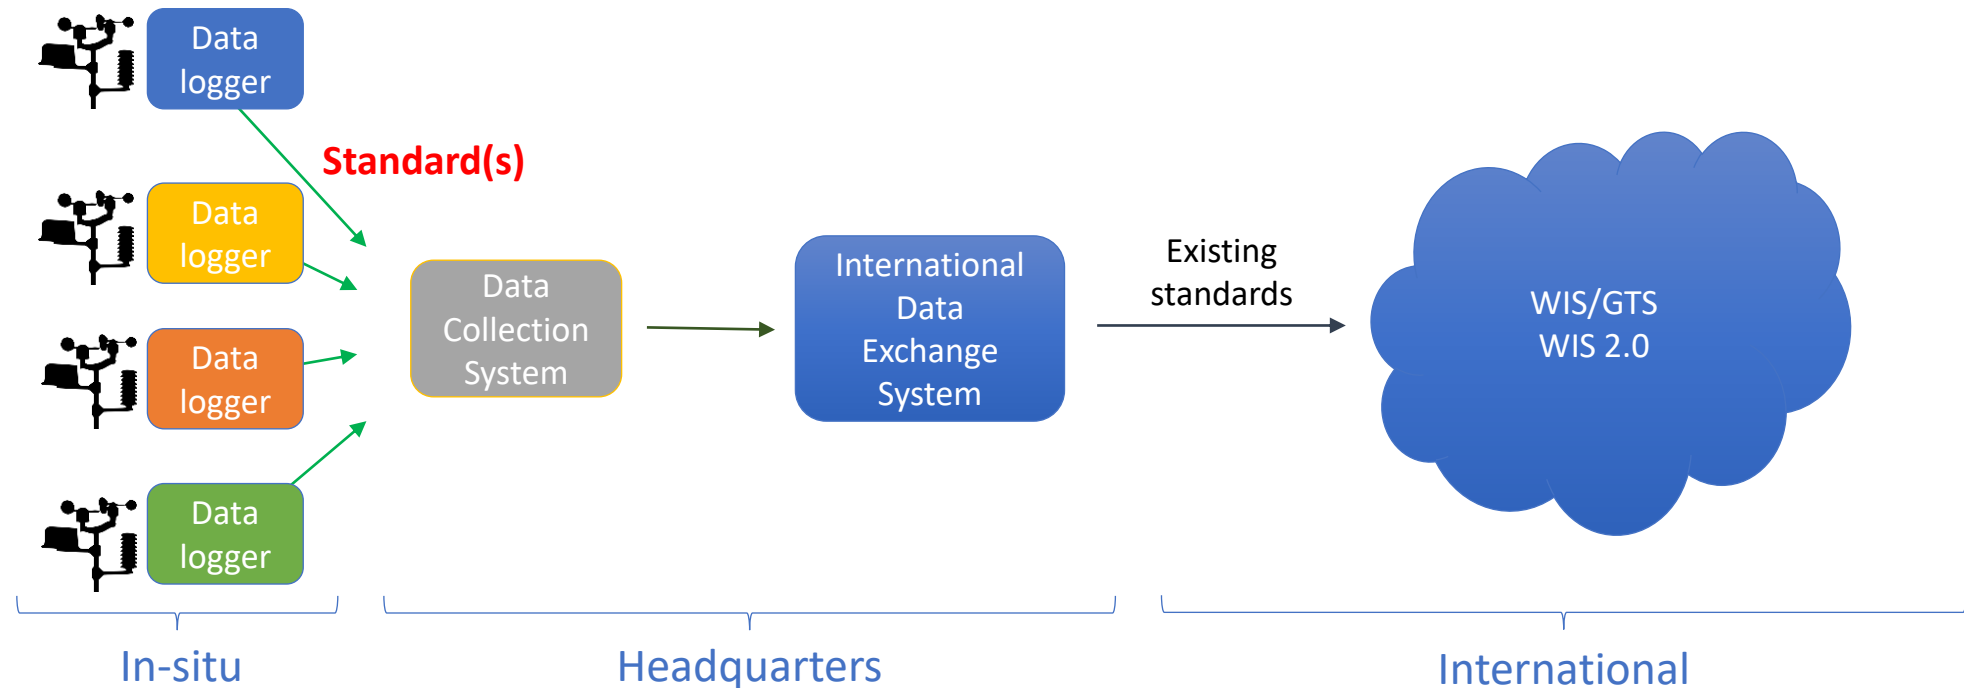 Data
logger
Standard(s)
Data
logger
Data
logger
Data
logger
Data
Collection
System
International
Data
Exchange
System
Existing
standards
WIS/GTS
WIS 2.0
In-situ
Headquarters
International